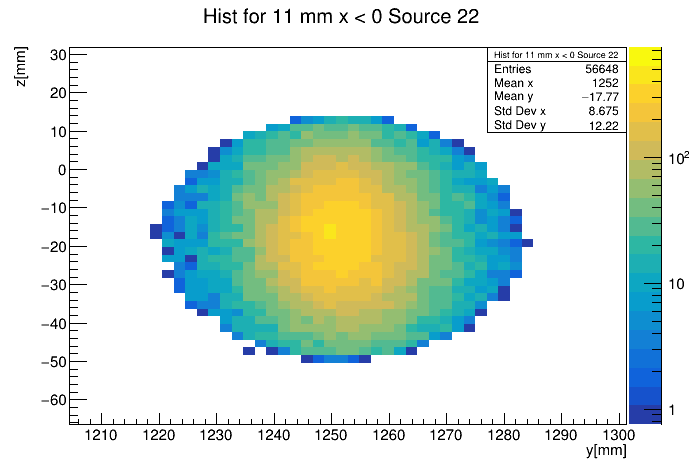 Hist for 11 mm x < 0 Source 22
z[mm]
30
20
10
0
−10
−20
−30
−40
−50
−60
Hist for 11 mm x < 0 Source 22
Entries 56648
Mean x 1252
Mean y −17.77
Std Dev x 8.675
Std Dev y 12.22
10²
10
1
1210 1220 1230 1240 1250 1260 1270 1280 1290 1300
y[mm]